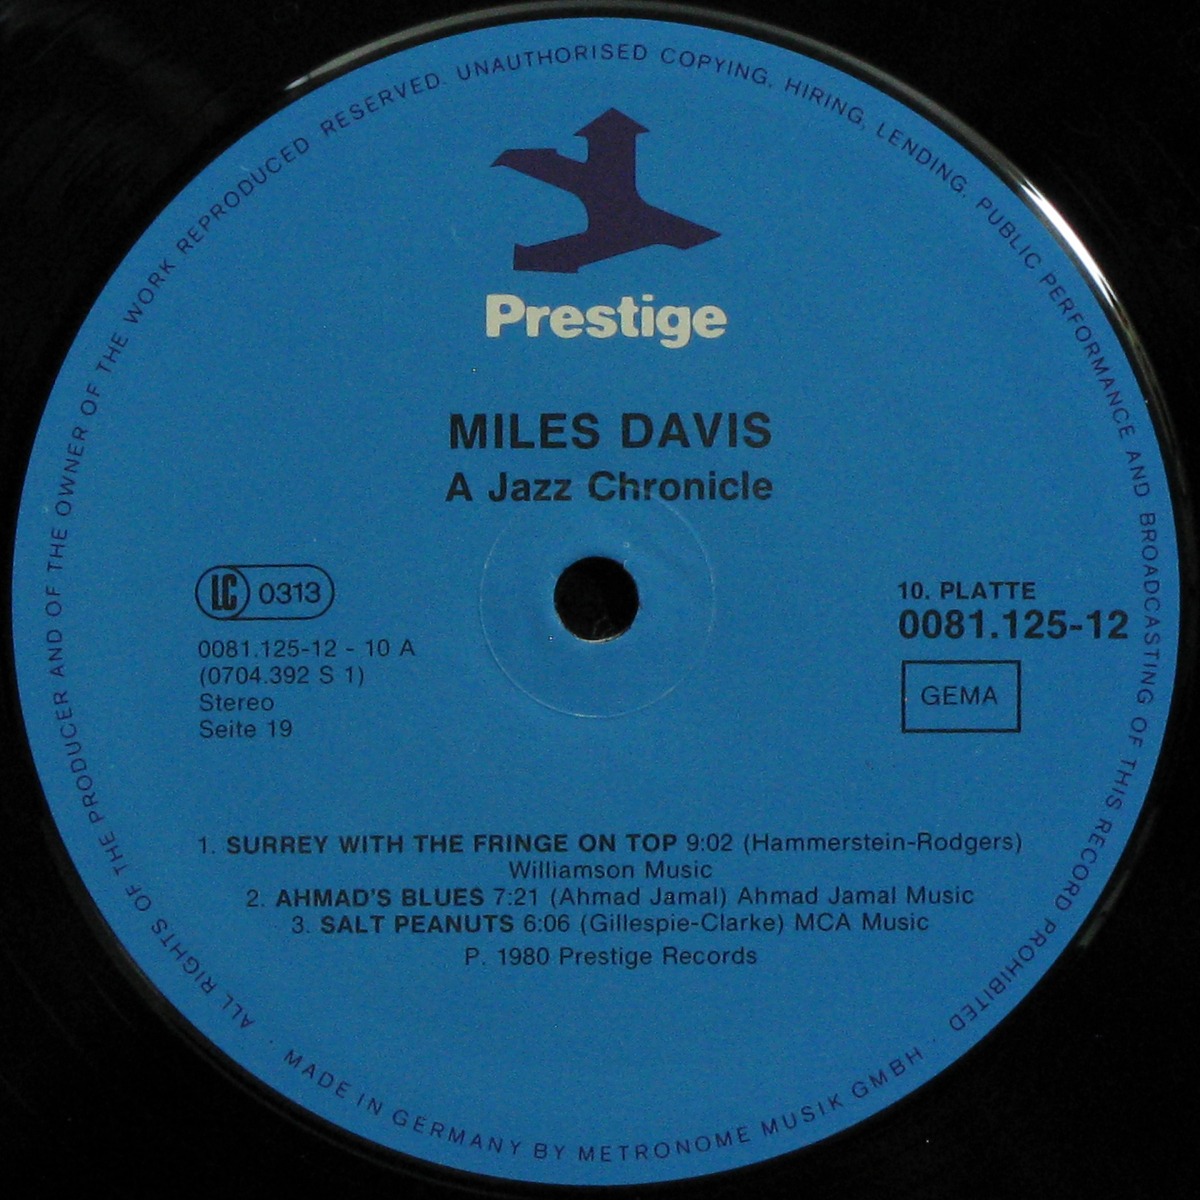 ALL RIGHTS OF THE PRODUCER AND OF THE OWNER OF THE WORK REPRODUCED RESERVED. UNAUTHORISED COPYING, HIRING, LENDING, PUBLIC PERFORMANCE AND BROADCASTING OF THIS RECORD PROHIBITED
Prestige
MILES DAVIS
A Jazz Chronicle
LC 0313
0081.125-12 - 10 A
(0704.392 S 1)
Stereo
Seite 19
10. PLATTE
0081.125-12
GEMA
1. SURREY WITH THE FRINGE ON TOP 9:02 (Hammerstein-Rodgers)
Williamson Music
2. AHMAD'S BLUES 7:21 (Ahmad Jamal) Ahmad Jamal Music
3. SALT PEANUTS 6:06 (Gillespie-Clarke) MCA Music
P. 1980 Prestige Records
· MADE IN GERMANY BY METRONOME MUSIK GMBH ·